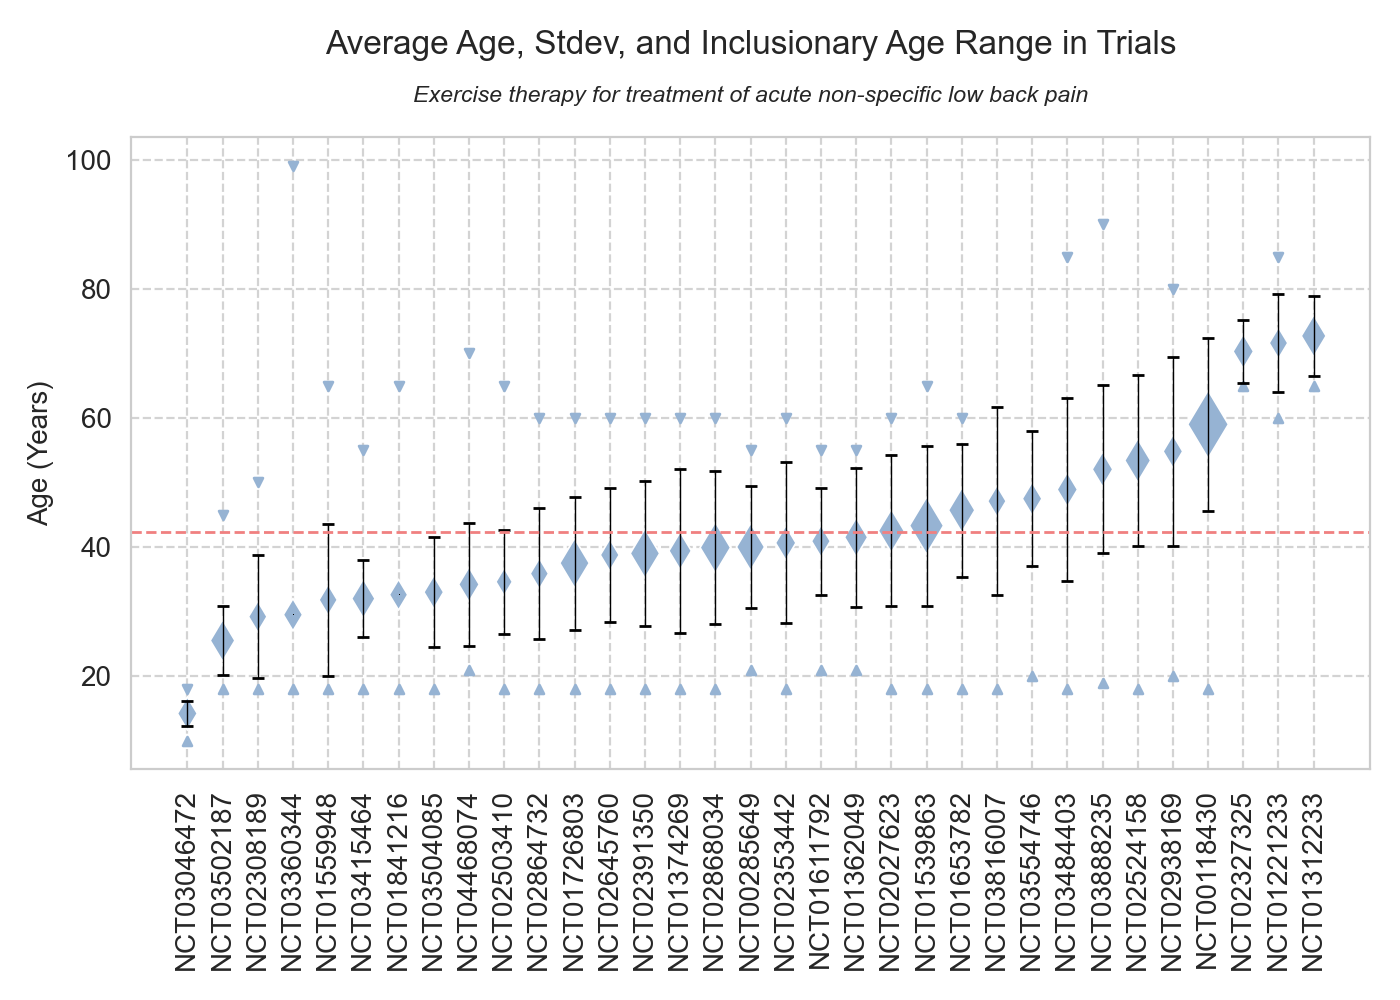 Average Age, Stdev, and Inclusionary Age Range in Trials
Exercise therapy for treatment of acute non-specific low back pain
Age (Years)
100
80
60
40
20
NCT03046472
NCT03502187
NCT02308189
NCT03360344
NCT01559948
NCT03415464
NCT01841216
NCT03504085
NCT04468074
NCT02503410
NCT02864732
NCT01726803
NCT02645760
NCT02391350
NCT01374269
NCT02868034
NCT00285649
NCT02353442
NCT01611792
NCT01362049
NCT02027623
NCT01539863
NCT01653782
NCT03816007
NCT03554746
NCT03484403
NCT03888235
NCT02524158
NCT02938169
NCT00118430
NCT02327325
NCT01221233
NCT01312233